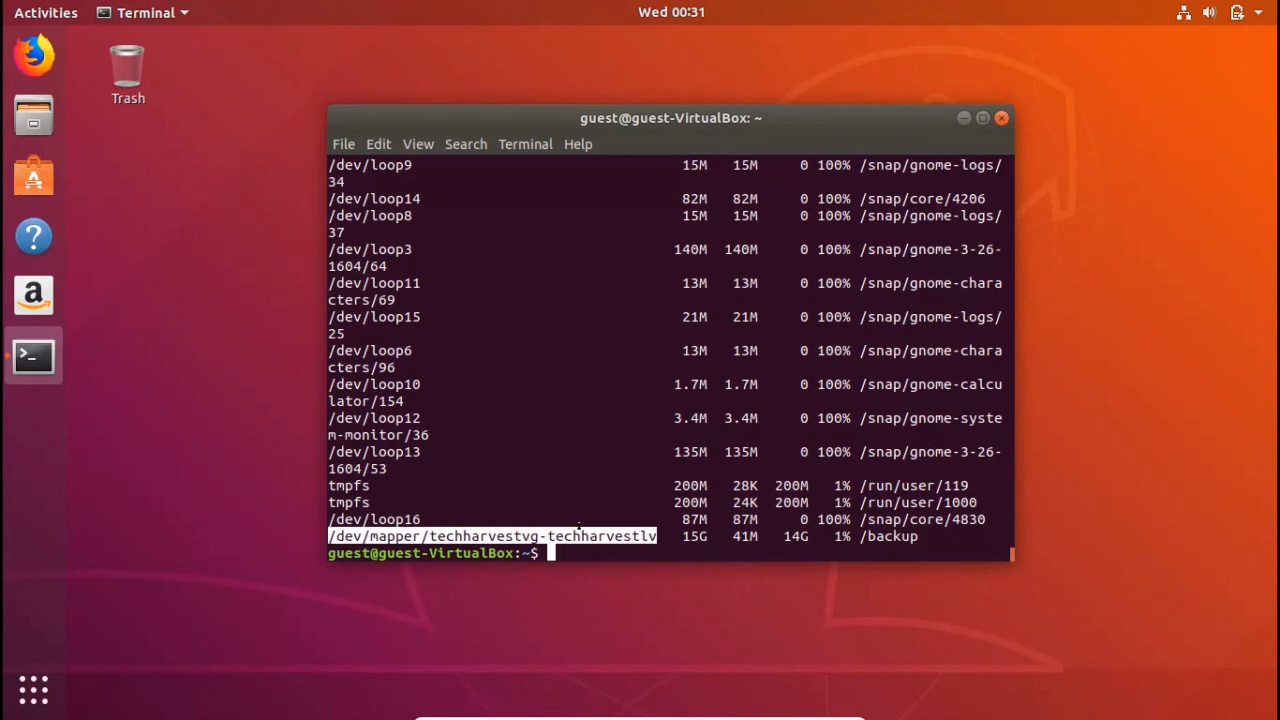 Activities Terminal Wed 00:31
Trash
guest@guest-VirtualBox: ~
File Edit View Search Terminal Help
/dev/loop9 15M 15M 0 100% /snap/gnome-logs/
34
/dev/loop14 82M 82M 0 100% /snap/core/4206
/dev/loop8 15M 15M 0 100% /snap/gnome-logs/
37
/dev/loop3 140M 140M 0 100% /snap/gnome-3-26-
1604/64
/dev/loop11 13M 13M 0 100% /snap/gnome-chara
cters/69
/dev/loop15 21M 21M 0 100% /snap/gnome-logs/
25
/dev/loop6 13M 13M 0 100% /snap/gnome-chara
cters/96
/dev/loop10 1.7M 1.7M 0 100% /snap/gnome-calcu
lator/154
/dev/loop12 3.4M 3.4M 0 100% /snap/gnome-syste
m-monitor/36
/dev/loop13 135M 135M 0 100% /snap/gnome-3-26-
1604/53
tmpfs 200M 28K 200M 1% /run/user/119
tmpfs 200M 24K 200M 1% /run/user/1000
/dev/loop16 87M 87M 0 100% /snap/core/4830
/dev/mapper/techharvestvg-techharvestlv 15G 41M 14G 1% /backup
guest@guest-VirtualBox:~$